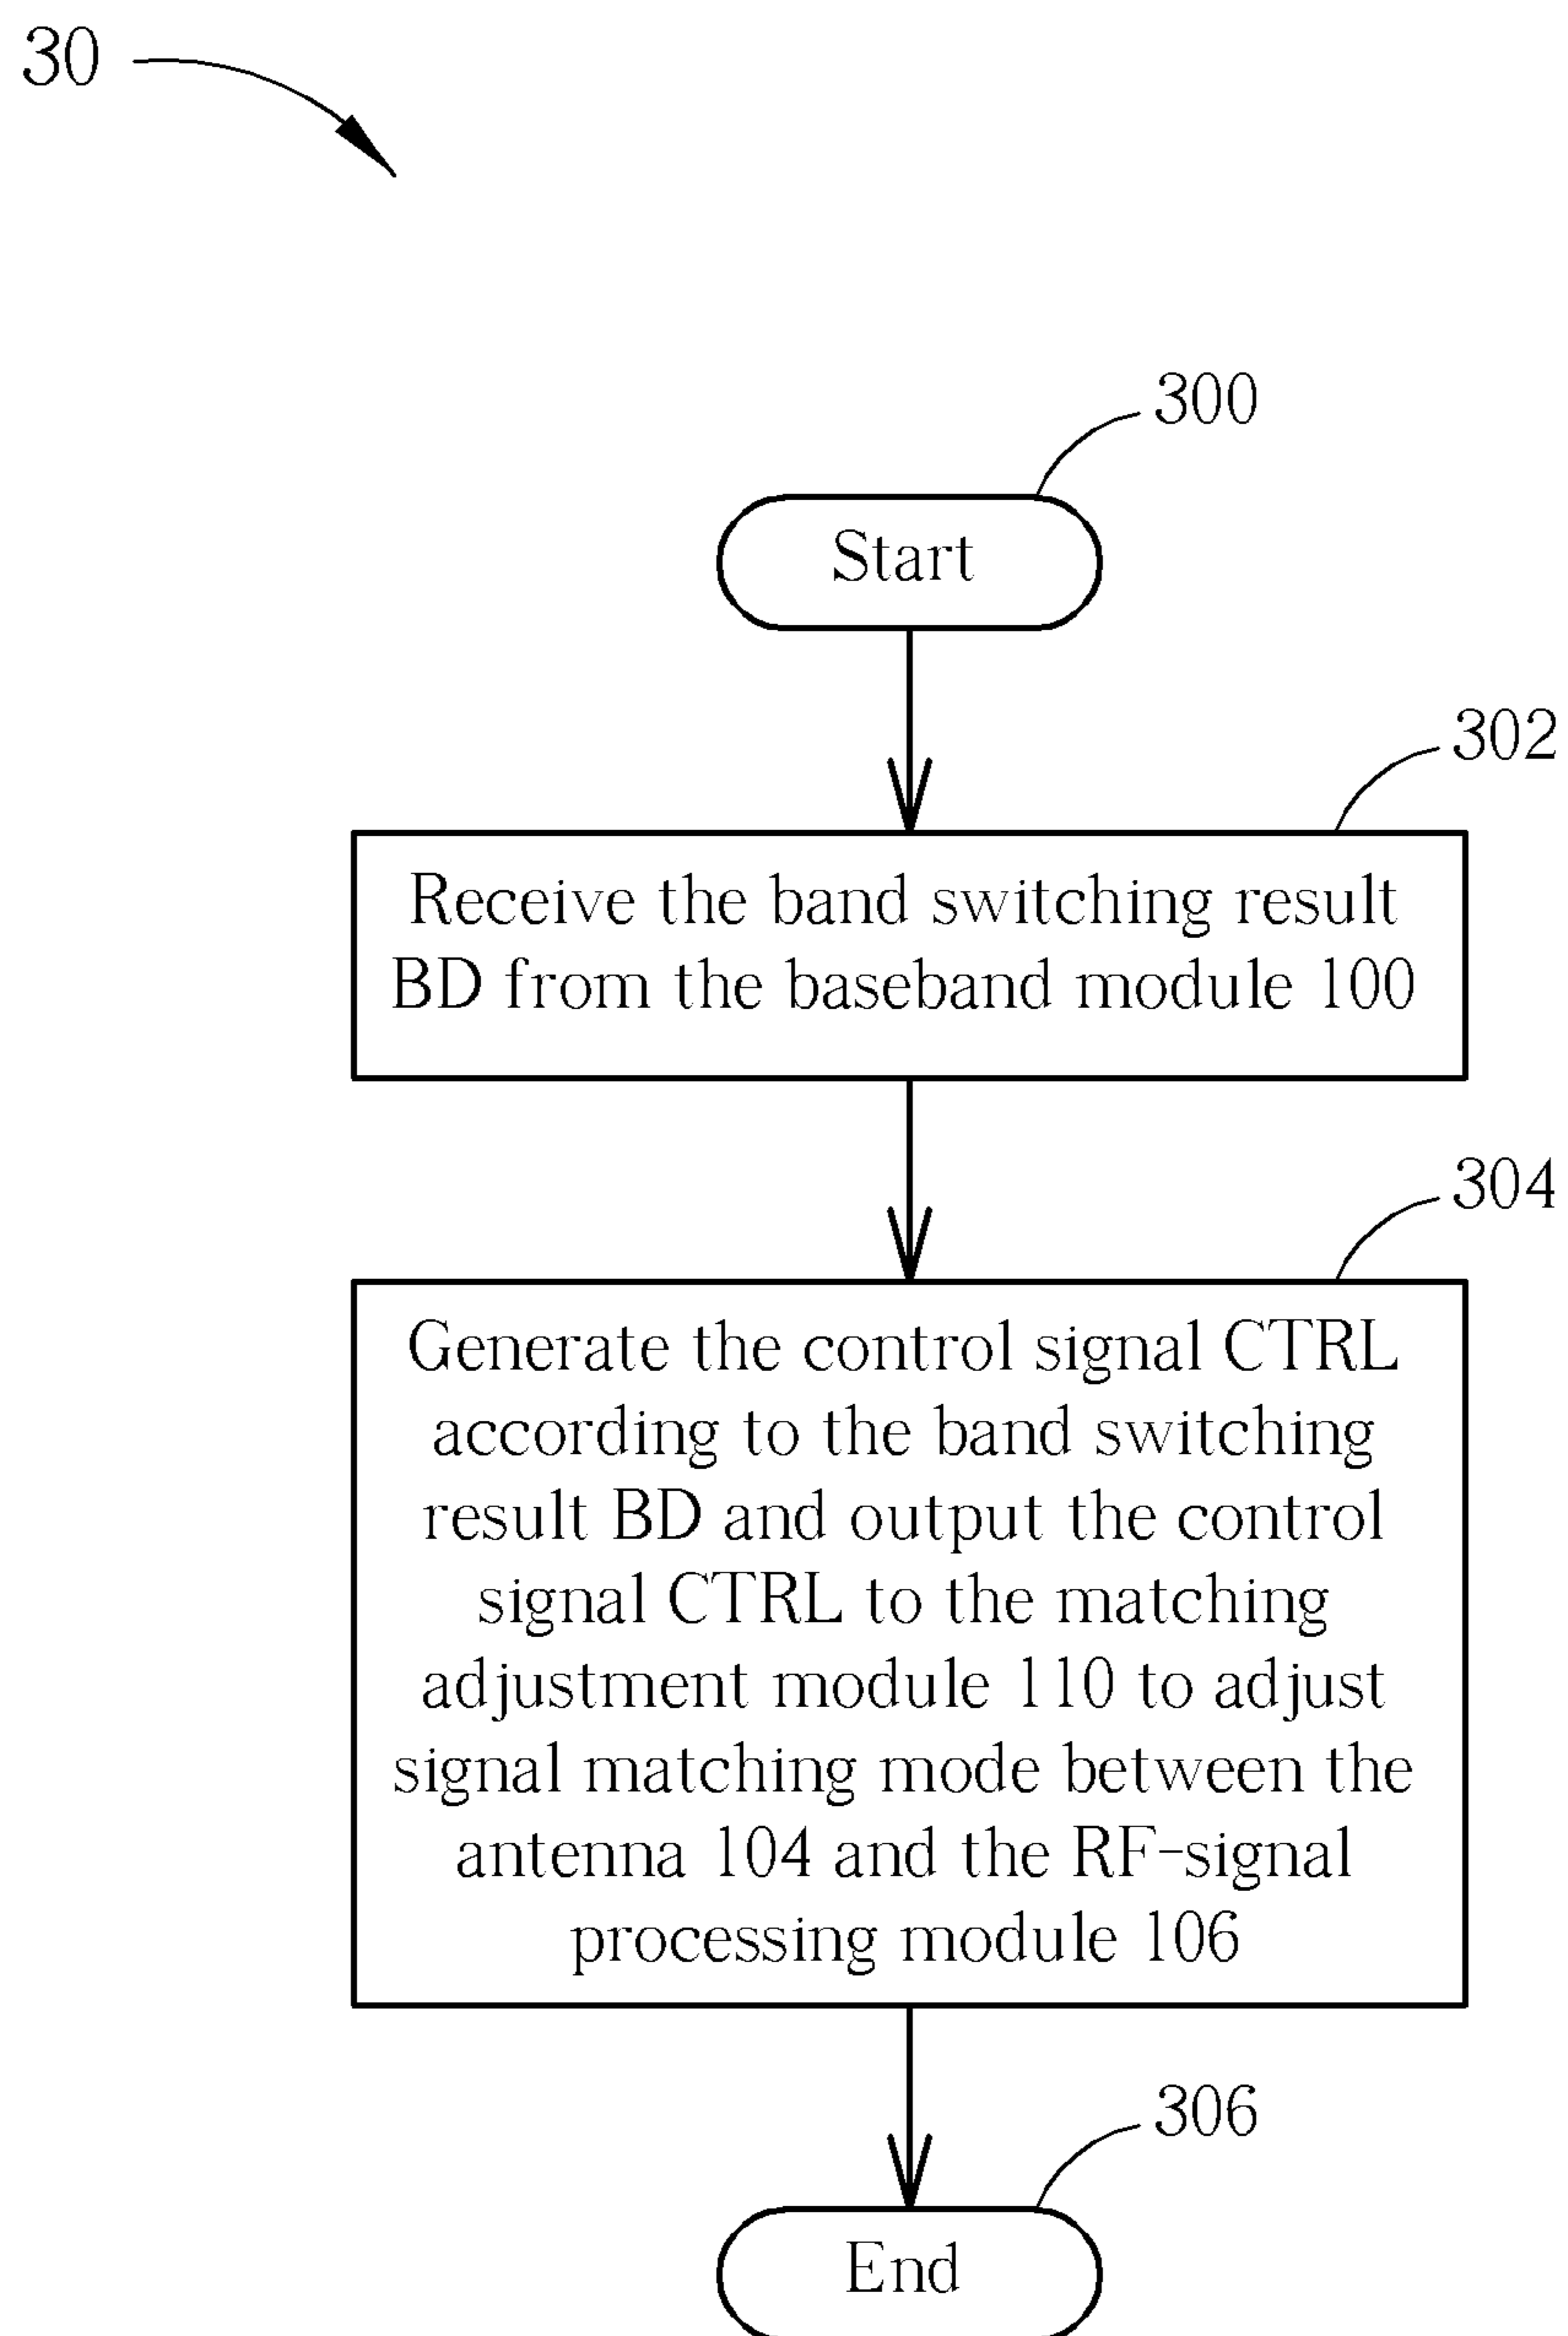 30
300
Start
302
Receive the band switching result
BD from the baseband module 100
304
Generate the control signal CTRL
according to the band switching
result BD and output the control
signal CTRL to the matching
adjustment module 110 to adjust
signal matching mode between the
antenna 104 and the RF-signal
processing module 106
306
End